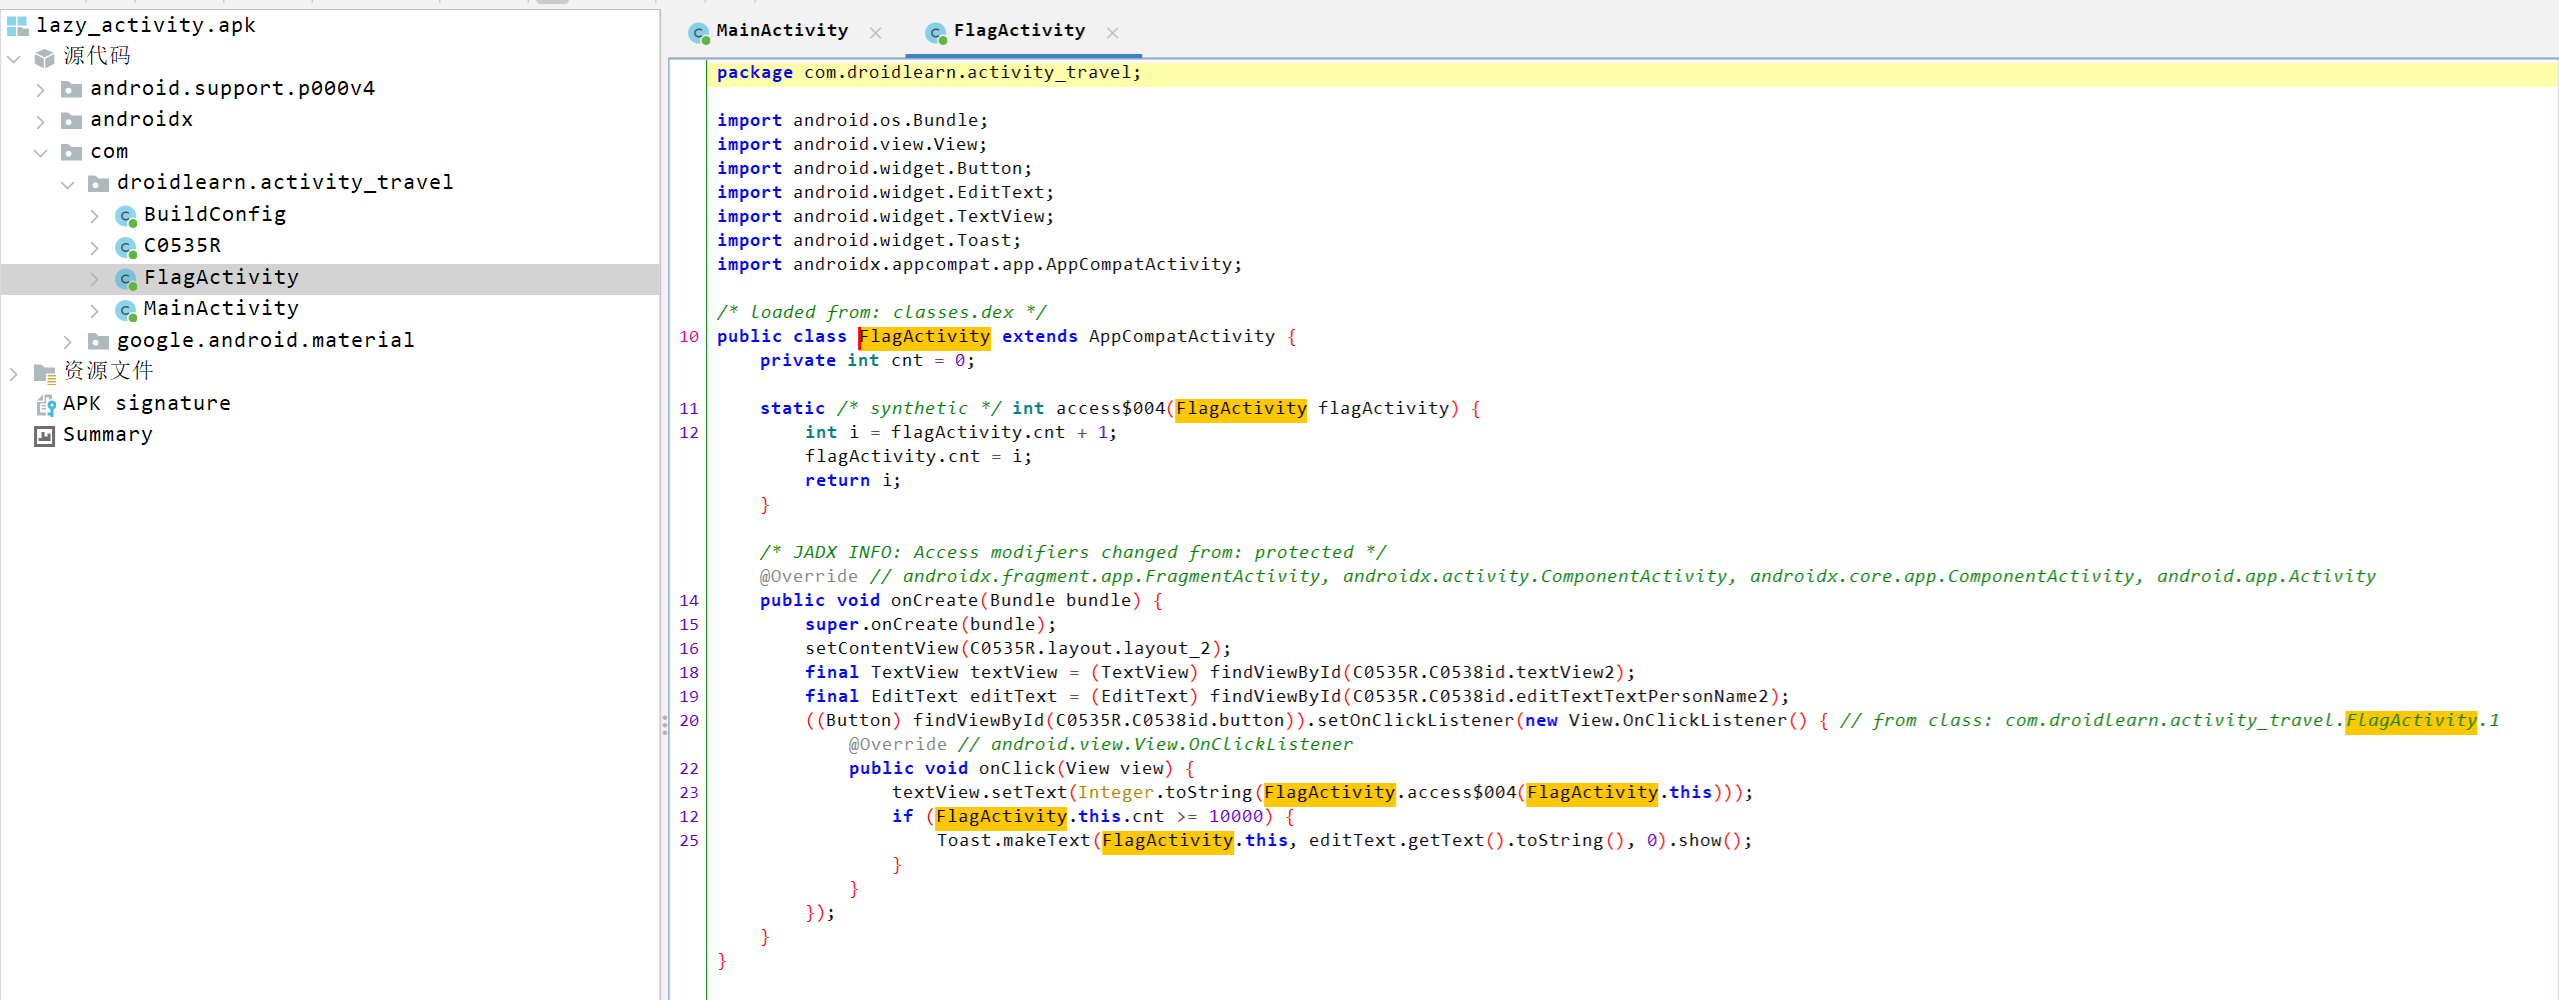 lazy_activity.apk
源代码
android.support.p000v4
androidx
com
droidlearn.activity_travel
BuildConfig
C0535R
FlagActivity
MainActivity
google.android.material
资源文件
APK signature
Summary
MainActivity
FlagActivity
package com.droidlearn.activity_travel;
import android.os.Bundle;
import android.view.View;
import android.widget.Button;
import android.widget.EditText;
import android.widget.TextView;
import android.widget.Toast;
import androidx.appcompat.app.AppCompatActivity;
/* loaded from: classes.dex */
10 public class FlagActivity extends AppCompatActivity {
private int cnt = 0;
11 static /* synthetic */ int access$004(FlagActivity flagActivity) {
12 int i = flagActivity.cnt + 1;
flagActivity.cnt = i;
return i;
}
/* JADX INFO: Access modifiers changed from: protected */
@Override // androidx.fragment.app.FragmentActivity, androidx.activity.ComponentActivity, androidx.core.app.ComponentActivity, android.app.Activity
14 public void onCreate(Bundle bundle) {
15 super.onCreate(bundle);
16 setContentView(C0535R.layout.layout_2);
18 final TextView textView = (TextView) findViewById(C0535R.C0538id.textView2);
19 final EditText editText = (EditText) findViewById(C0535R.C0538id.editTextTextPersonName2);
20 ((Button) findViewById(C0535R.C0538id.button)).setOnClickListener(new View.OnClickListener() { // from class: com.droidlearn.activity_travel.FlagActivity.1
@Override // android.view.View.OnClickListener
22 public void onClick(View view) {
23 textView.setText(Integer.toString(FlagActivity.access$004(FlagActivity.this)));
12 if (FlagActivity.this.cnt >= 10000) {
25 Toast.makeText(FlagActivity.this, editText.getText().toString(), 0).show();
}
}
});
}
}